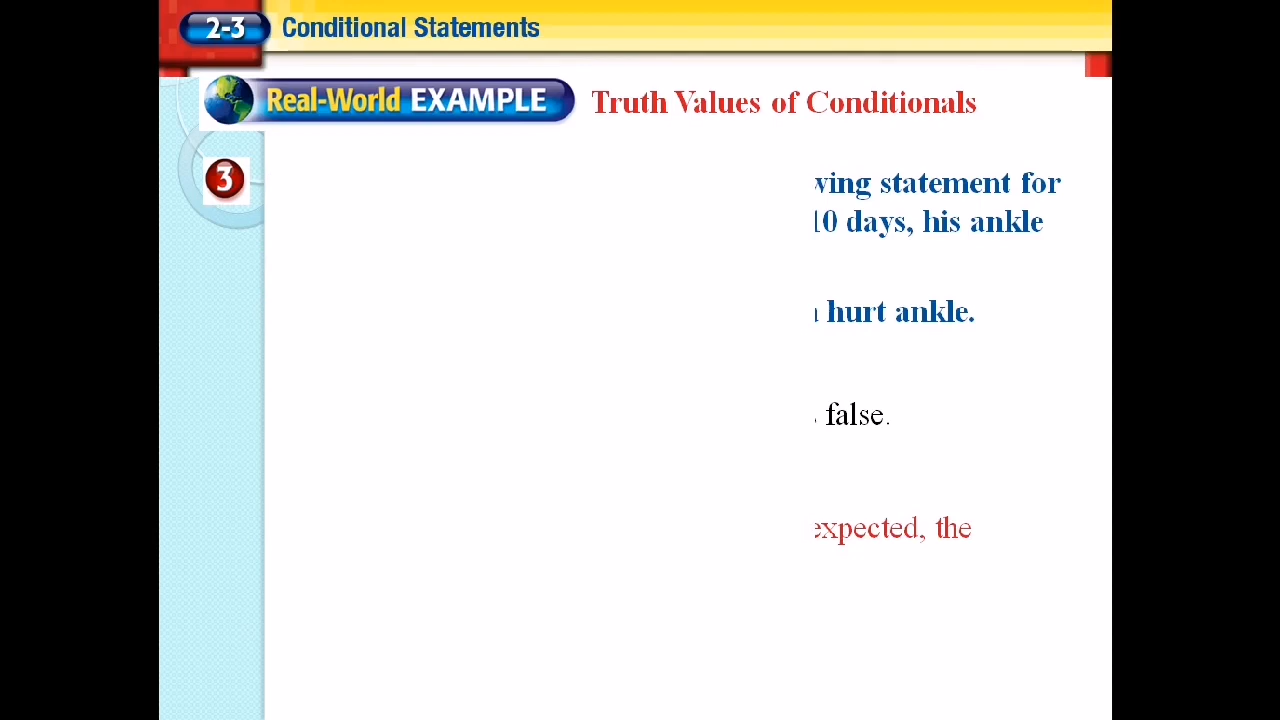 2-3 Conditional Statements
Real-World EXAMPLE Truth Values of Conditionals
3
statement for
10 days, his ankle
hurt ankle.
false.
expected, the